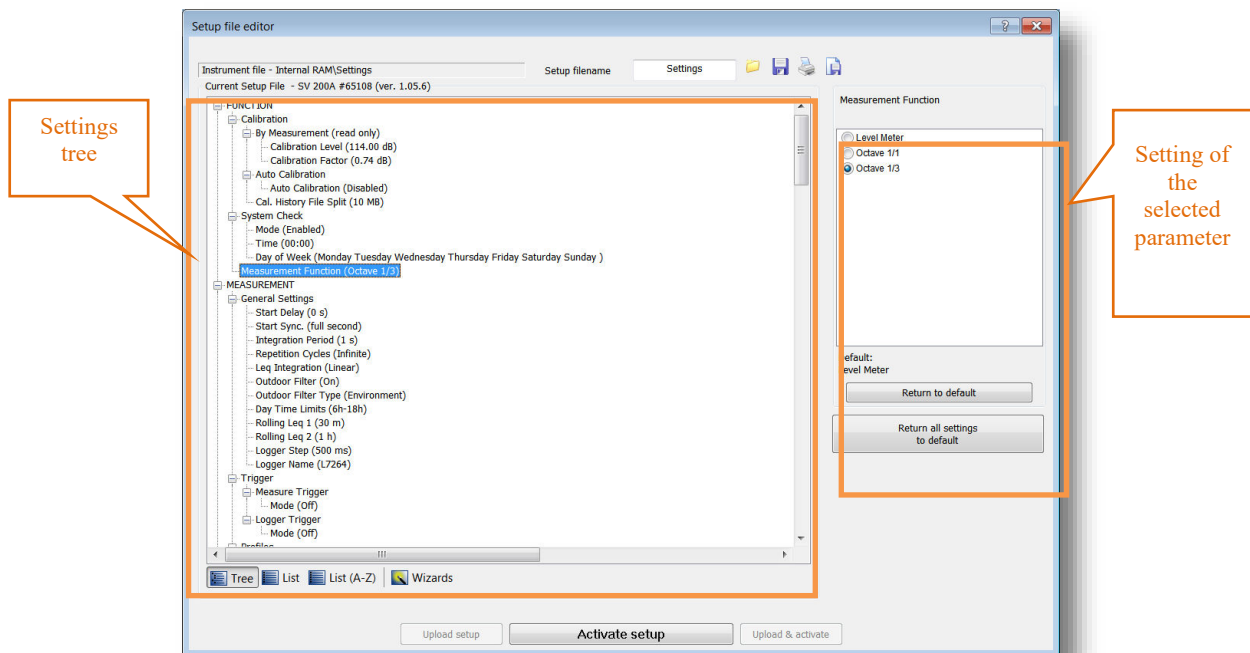 Setup file editor
Instrument file - Internal RAM\Settings
Setup filename
Settings
Current Setup File - SV 200A #65108 (ver. 1.05.6)
Settings
tree
FUNCTION
Calibration
By Measurement (read only)
Calibration Level (114.00 dB)
Calibration Factor (0.74 dB)
Auto Calibration
Auto Calibration (Disabled)
Cal. History File Split (10 MB)
System Check
Mode (Enabled)
Time (00:00)
Day of Week (Monday Tuesday Wednesday Thursday Friday Saturday Sunday )
Measurement Function (Octave 1/3)
MEASUREMENT
General Settings
Start Delay (0 s)
Start Sync. (full second)
Integration Period (1 s)
Repetition Cycles (Infinite)
Leq Integration (Linear)
Outdoor Filter (On)
Outdoor Filter Type (Environment)
Day Time Limits (6h-18h)
Rolling Leq 1 (30 m)
Rolling Leq 2 (1 h)
Logger Step (500 ms)
Logger Name (L7264)
Trigger
Measure Trigger
Mode (Off)
Logger Trigger
Mode (Off)
Profiles
Tree
List
List (A-Z)
Wizards
Measurement Function
Level Meter
Octave 1/1
Octave 1/3
Default:
Level Meter
Return to default
Return all settings
to default
Setting of
the
selected
parameter
Upload setup
Activate setup
Upload & activate